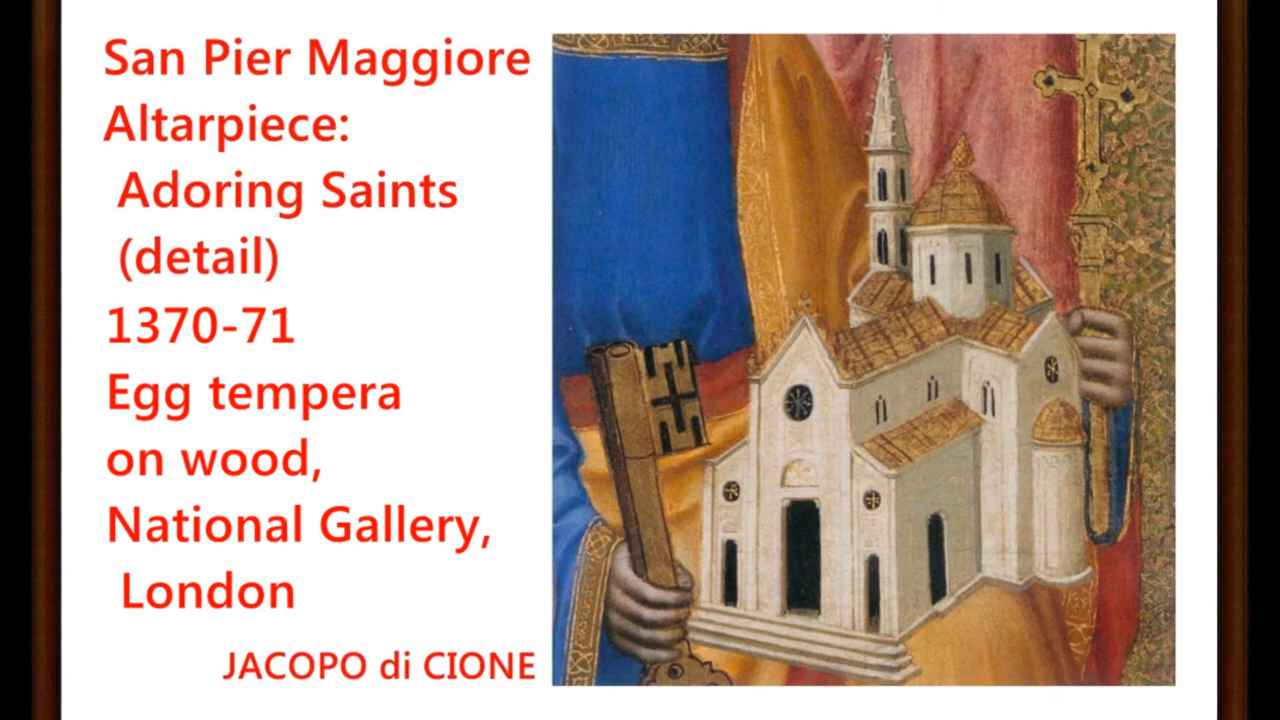 San Pier Maggiore
Altarpiece:
Adoring Saints
(detail)
1370-71
Egg tempera
on wood,
National Gallery,
London
JACOPO di CIONE